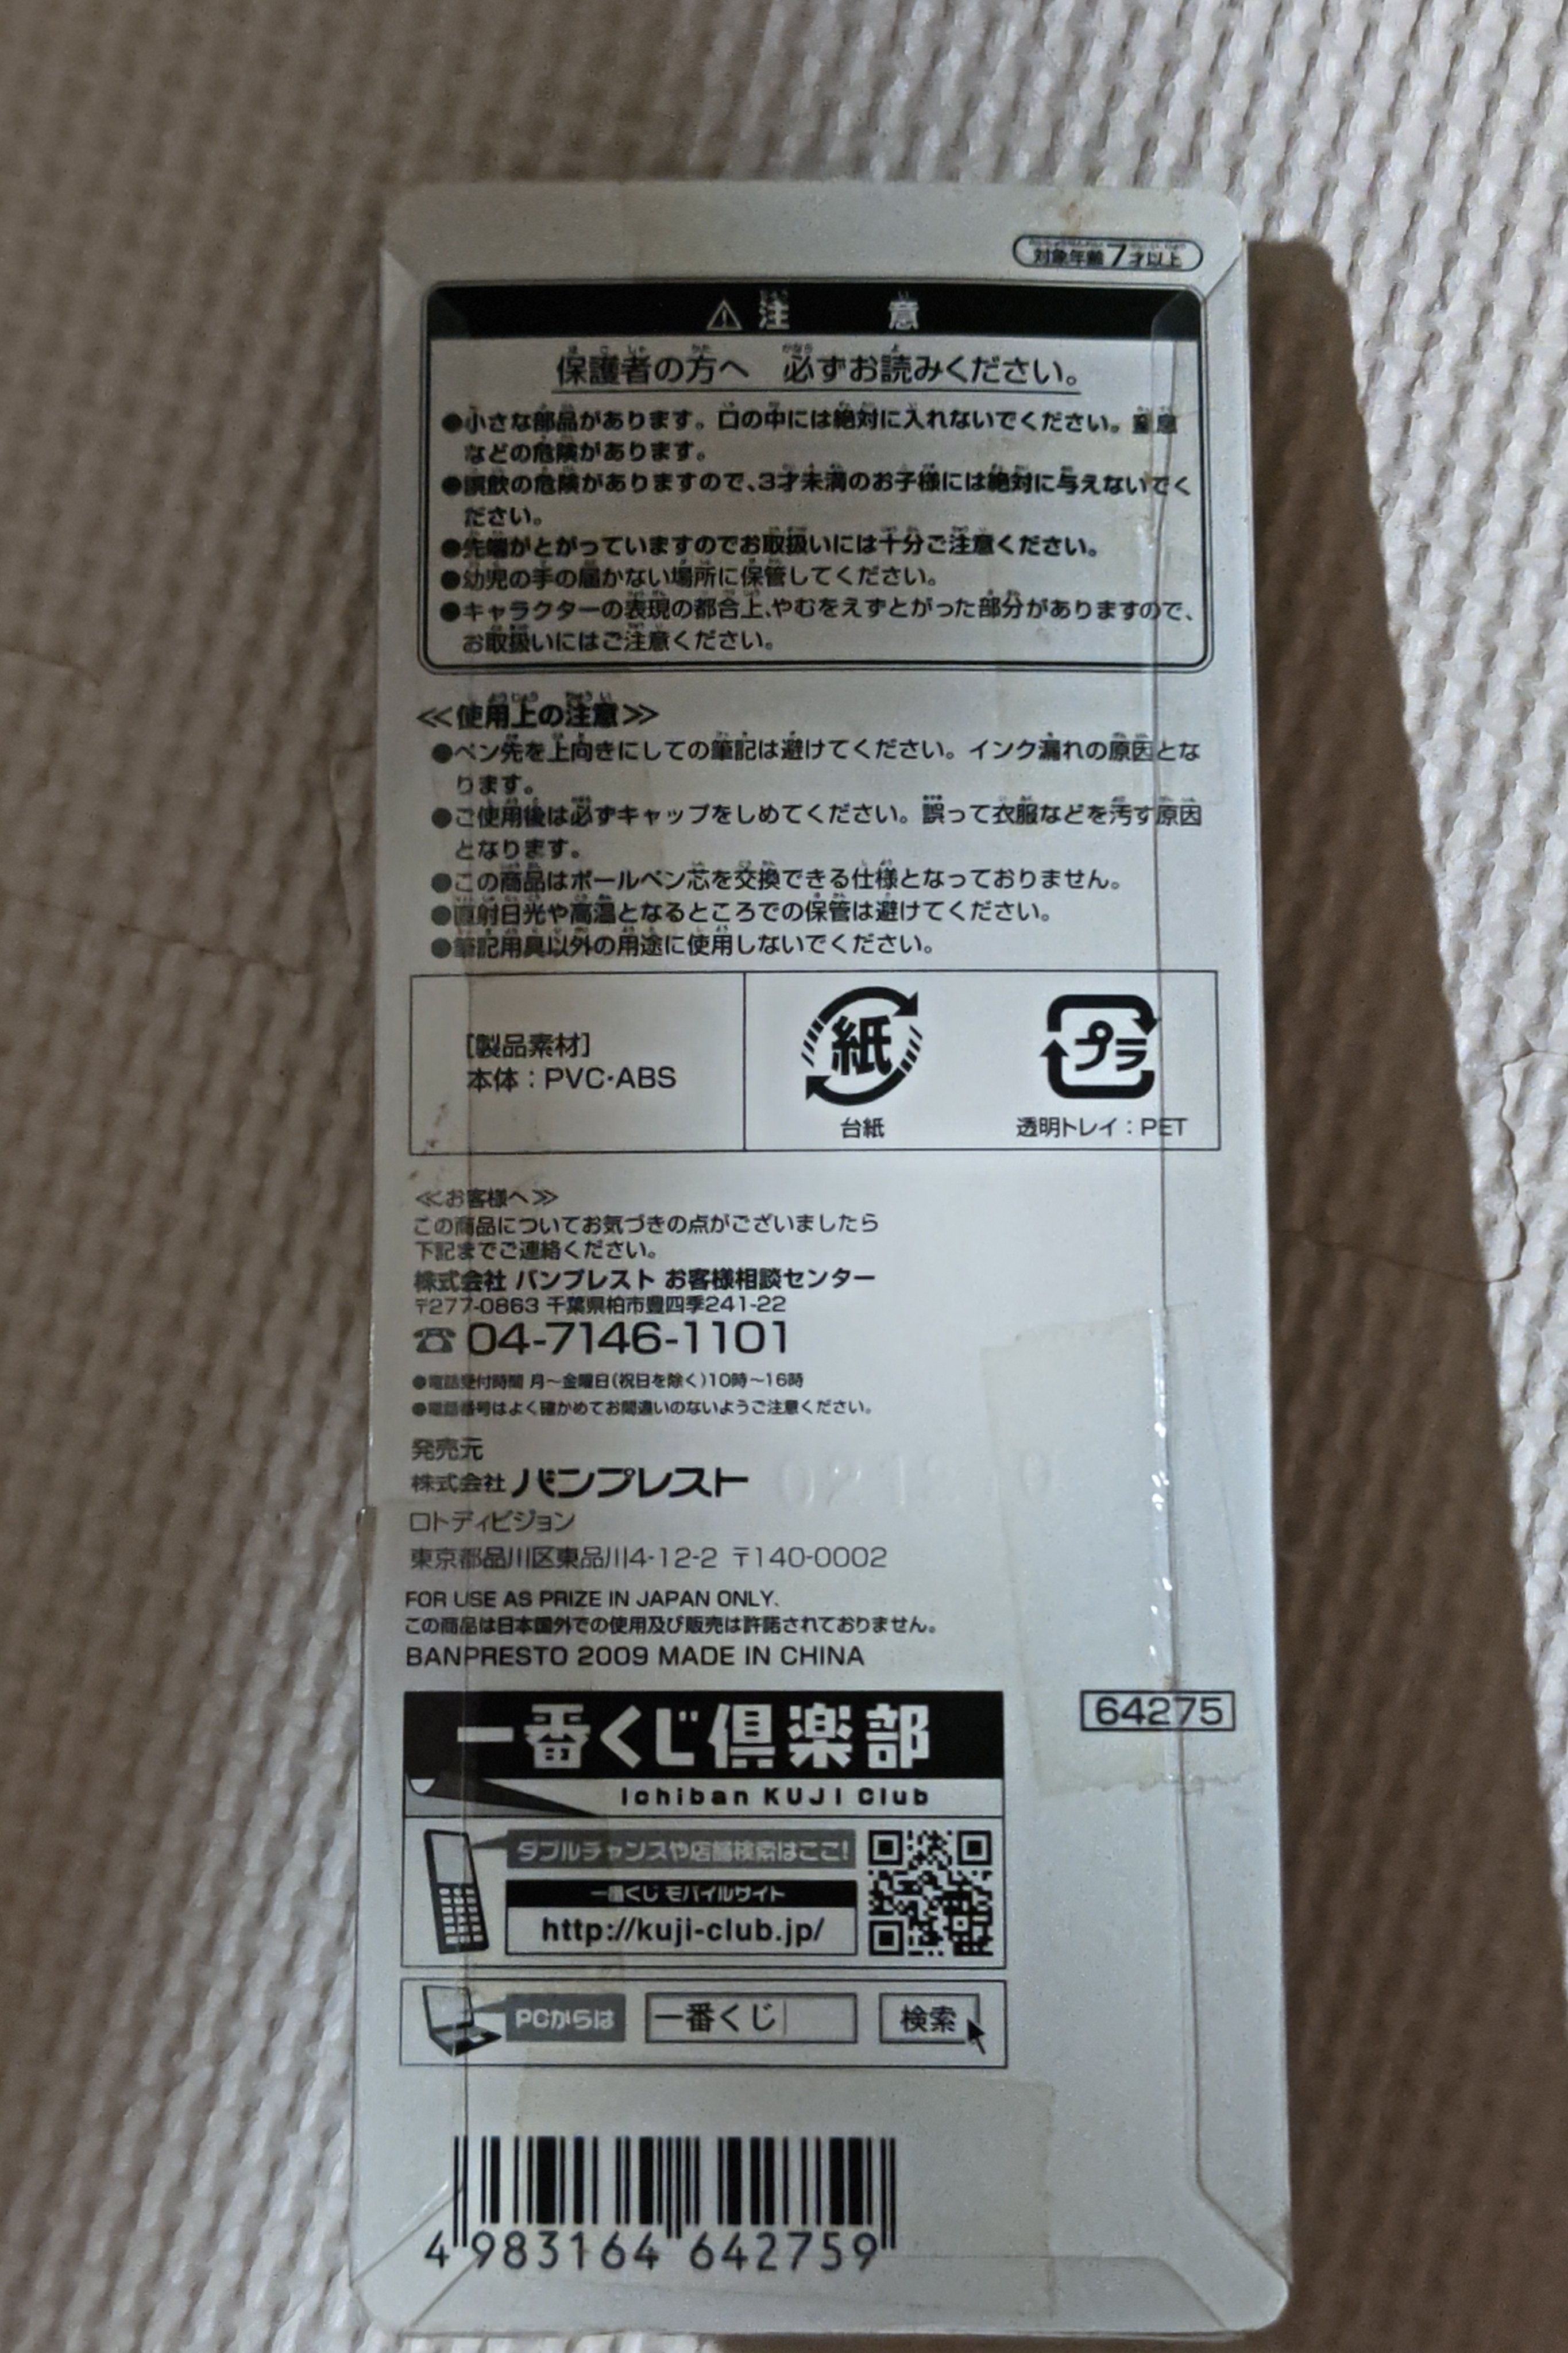 対象年齢7才以上
注 意
保護者の方へ 必ずお読みください。
●小さな部品があります。口の中には絶対に入れないでください。窒息
などの危険があります。
●誤飲の危険がありますので、3才未満のお子様には絶対に与えないでく
ださい。
●先端がとがっていますのでお取扱いには十分ご注意ください。
●幼児の手の届かない場所に保管してください。
●キャラクターの表現の都合上、やむをえずとがった部分がありますので、
お取扱いにはご注意ください。
≪使用上の注意≫
●ペン先を上向きにしての筆記は避けてください。インク漏れの原因とな
ります。
●ご使用後は必ずキャップをしめてください。誤って衣服などを汚す原因
となります。
●この商品はボールペン芯を交換できる仕様となっておりません。
●直射日光や高温となるところでの保管は避けてください。
●筆記用具以外の用途に使用しないでください。
[製品素材]
本体：PVC・ABS
紙
台紙
プラ
透明トレイ：PET
≪お客様へ≫
この商品についてお気づきの点がございましたら
下記までご連絡ください。
株式会社 バンプレスト お客様相談センター
〒277-0863 千葉県柏市豊四季241-22
☎04-7146-1101
●電話受付時間 月〜金曜日(祝日を除く)10時〜16時
●電話番号はよく確かめてお間違いのないようご注意ください。
発売元
株式会社 バンプレスト
ロトディビジョン
東京都品川区東品川4-12-2 〒140-0002
FOR USE AS PRIZE IN JAPAN ONLY.
この商品は日本国外での使用及び販売は許諾されておりません。
BANPRESTO 2009 MADE IN CHINA
64275
一番くじ倶楽部
Ichiban KUJI Club
ダブルチャンスや店舗検索はここ!
一番くじ モバイルサイト
http://kuji-club.jp/
PCからは 一番くじ 検索
4 983164 642759